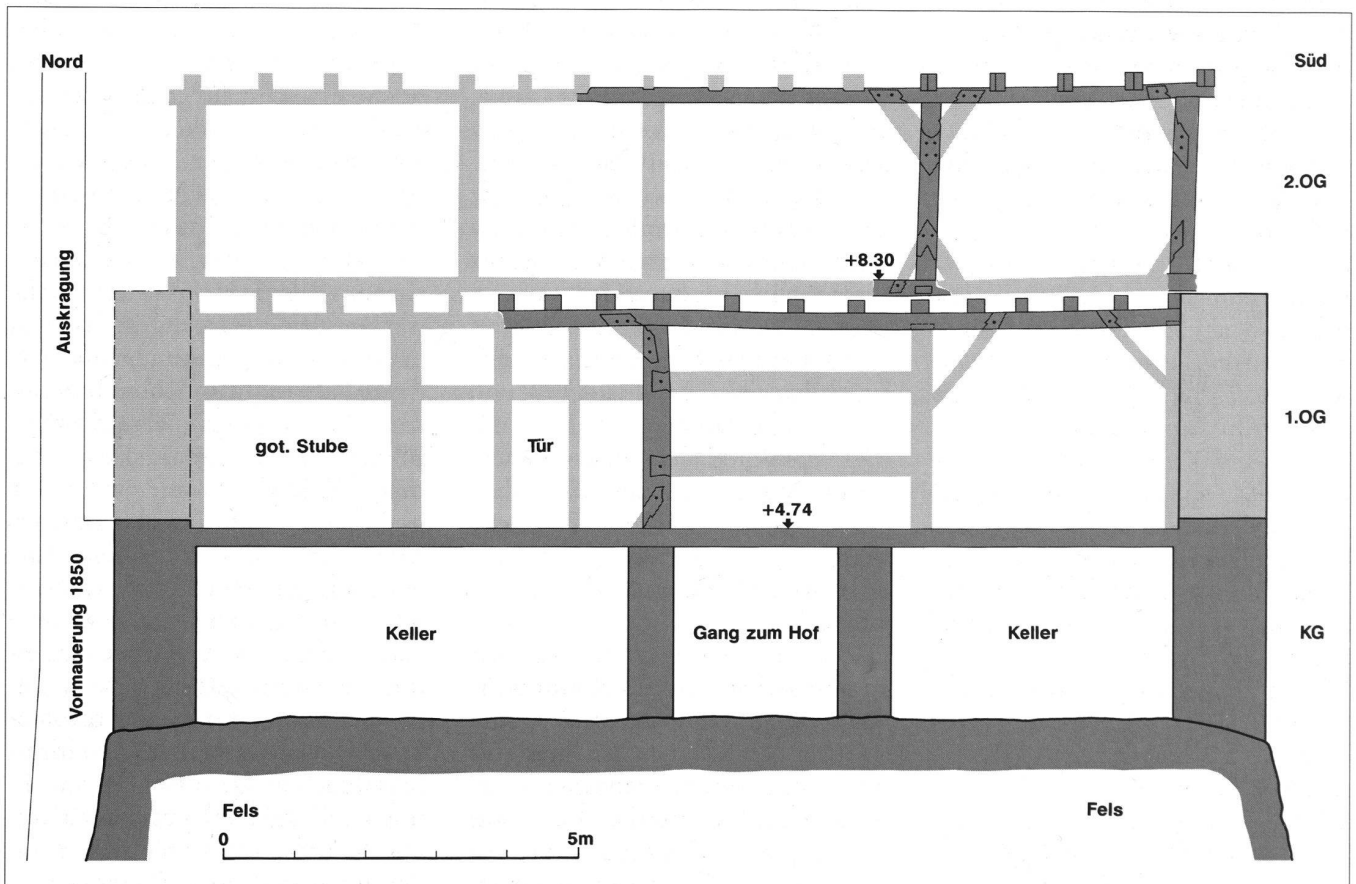 Nord
Süd
2.OG
+8.30
Auskragung
1.OG
got. Stube
Tür
+4.74
Vormauerung 1850
Keller
Gang zum Hof
Keller
KG
Fels
Fels
0
5m